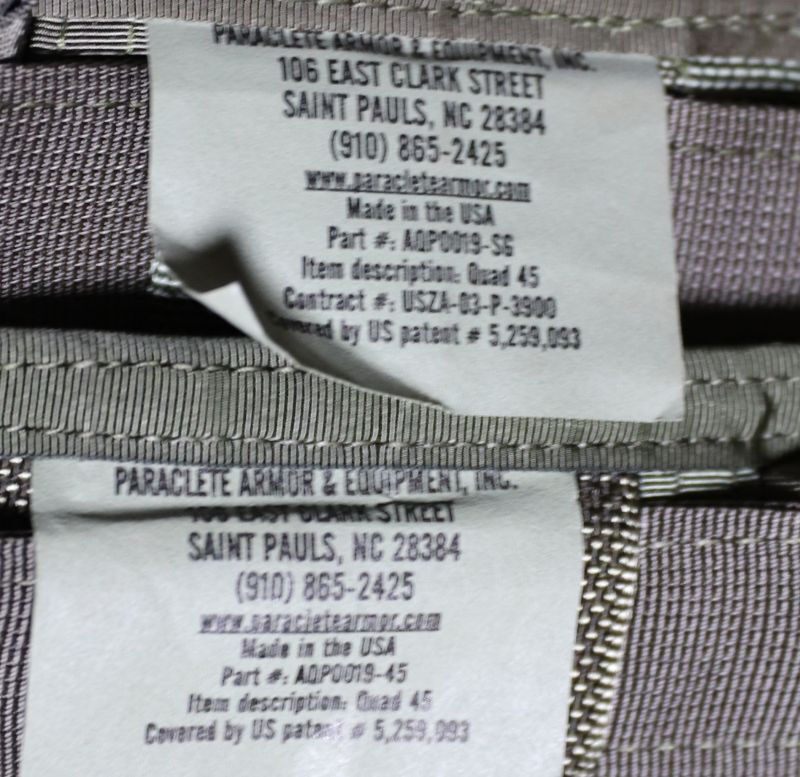 PARACLETE ARMOR & EQUIPMENT, INC.
106 EAST CLARK STREET
SAINT PAULS, NC 28384
(910) 865-2425
www.paracletearmor.com
Made in the USA
Part #: AQP0019-SG
Item description: Quad 45
Contract #: USZA-03-P-3900
Covered by US patent # 5,259,093
PARACLETE ARMOR & EQUIPMENT, INC.
106 EAST CLARK STREET
SAINT PAULS, NC 28384
(910) 865-2425
www.paracletearmor.com
Made in the USA
Part #: AQP0019-45
Item description: Quad 45
Covered by US patent # 5,259,093